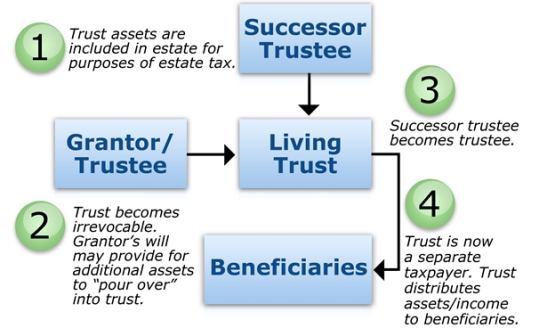 1
Trust assets are
included in estate for
purposes of estate tax.
Successor
Trustee
3
Successor trustee
becomes trustee.
Grantor/
Trustee
Living
Trust
2
Trust becomes
irrevocable.
Grantor's will
may provide for
additional assets
to “pour over”
into trust.
4
Trust is now
a separate
taxpayer. Trust
distributes
assets/income
to beneficiaries.
Beneficiaries